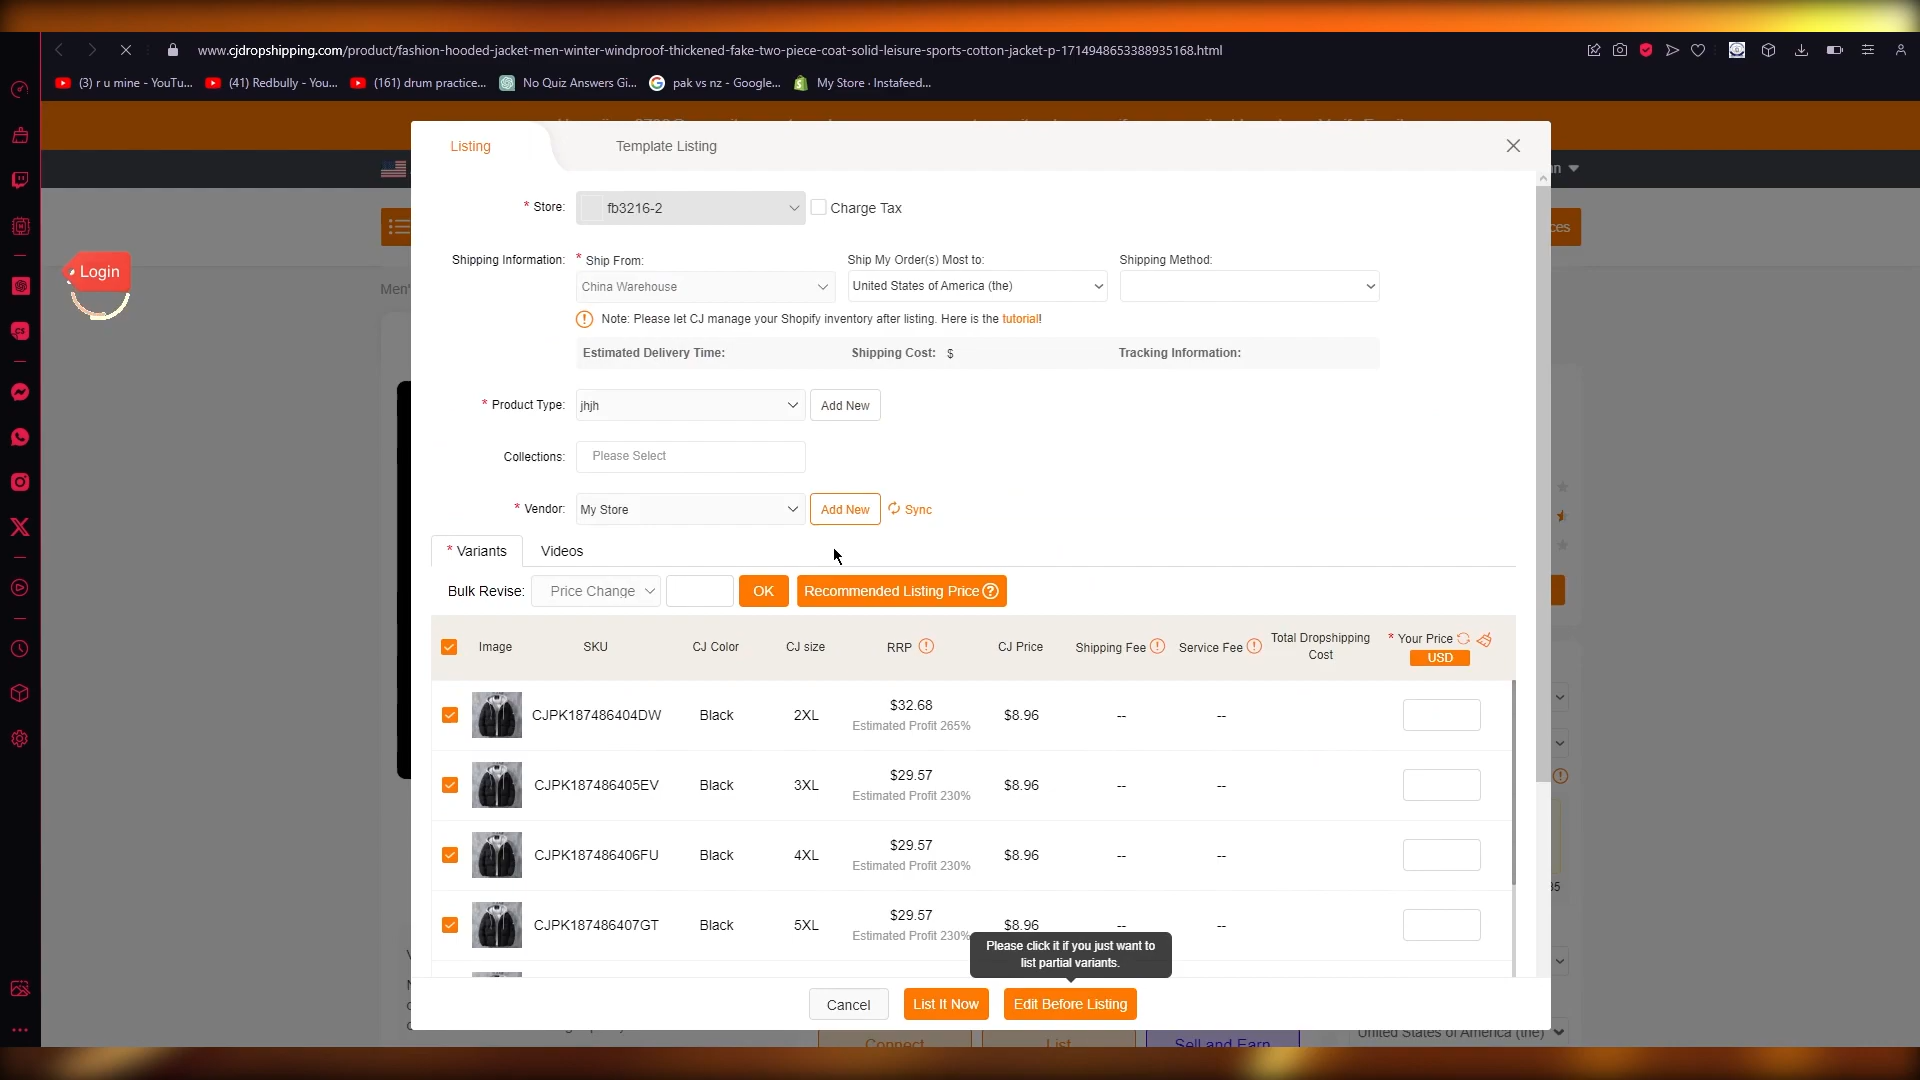 www.cjdropshipping.com/product/fashion-hooded-jacket-men-winter-windproof-thickened-fake-two-piece-coat-solid-leisure-sports-cotton-jacket-p-1714948653388935168.html
(3) r u mine - YouTu... (41) Redbully - You... (161) drum practice... No Quiz Answers Gi... pak vs nz - Google... My Store · Instafeed...
Listing Template Listing
Login
* Store: fb3216-2 Charge Tax
Shipping Information: * Ship From: Ship My Order(s) Most to: Shipping Method:
China Warehouse United States of America (the)
Note: Please let CJ manage your Shopify inventory after listing. Here is the tutorial!
Estimated Delivery Time: Shipping Cost: $ Tracking Information:
* Product Type: jhjh Add New
Collections: Please Select
* Vendor: My Store Add New Sync
* Variants Videos
Bulk Revise: Price Change OK Recommended Listing Price
Image SKU CJ Color CJ size RRP CJ Price Shipping Fee Service Fee Total Dropshipping Cost * Your Price
USD
CJPK187486404DW Black 2XL $32.68 $8.96 -- --
Estimated Profit 265%
CJPK187486405EV Black 3XL $29.57 $8.96 -- --
Estimated Profit 230%
CJPK187486406FU Black 4XL $29.57 $8.96 -- --
Estimated Profit 230%
CJPK187486407GT Black 5XL $29.57 $8.96 -- --
Estimated Profit 230%
Please click it if you just want to
list partial variants.
Cancel List It Now Edit Before Listing
Connect List Sell and Earn United States of America (the)